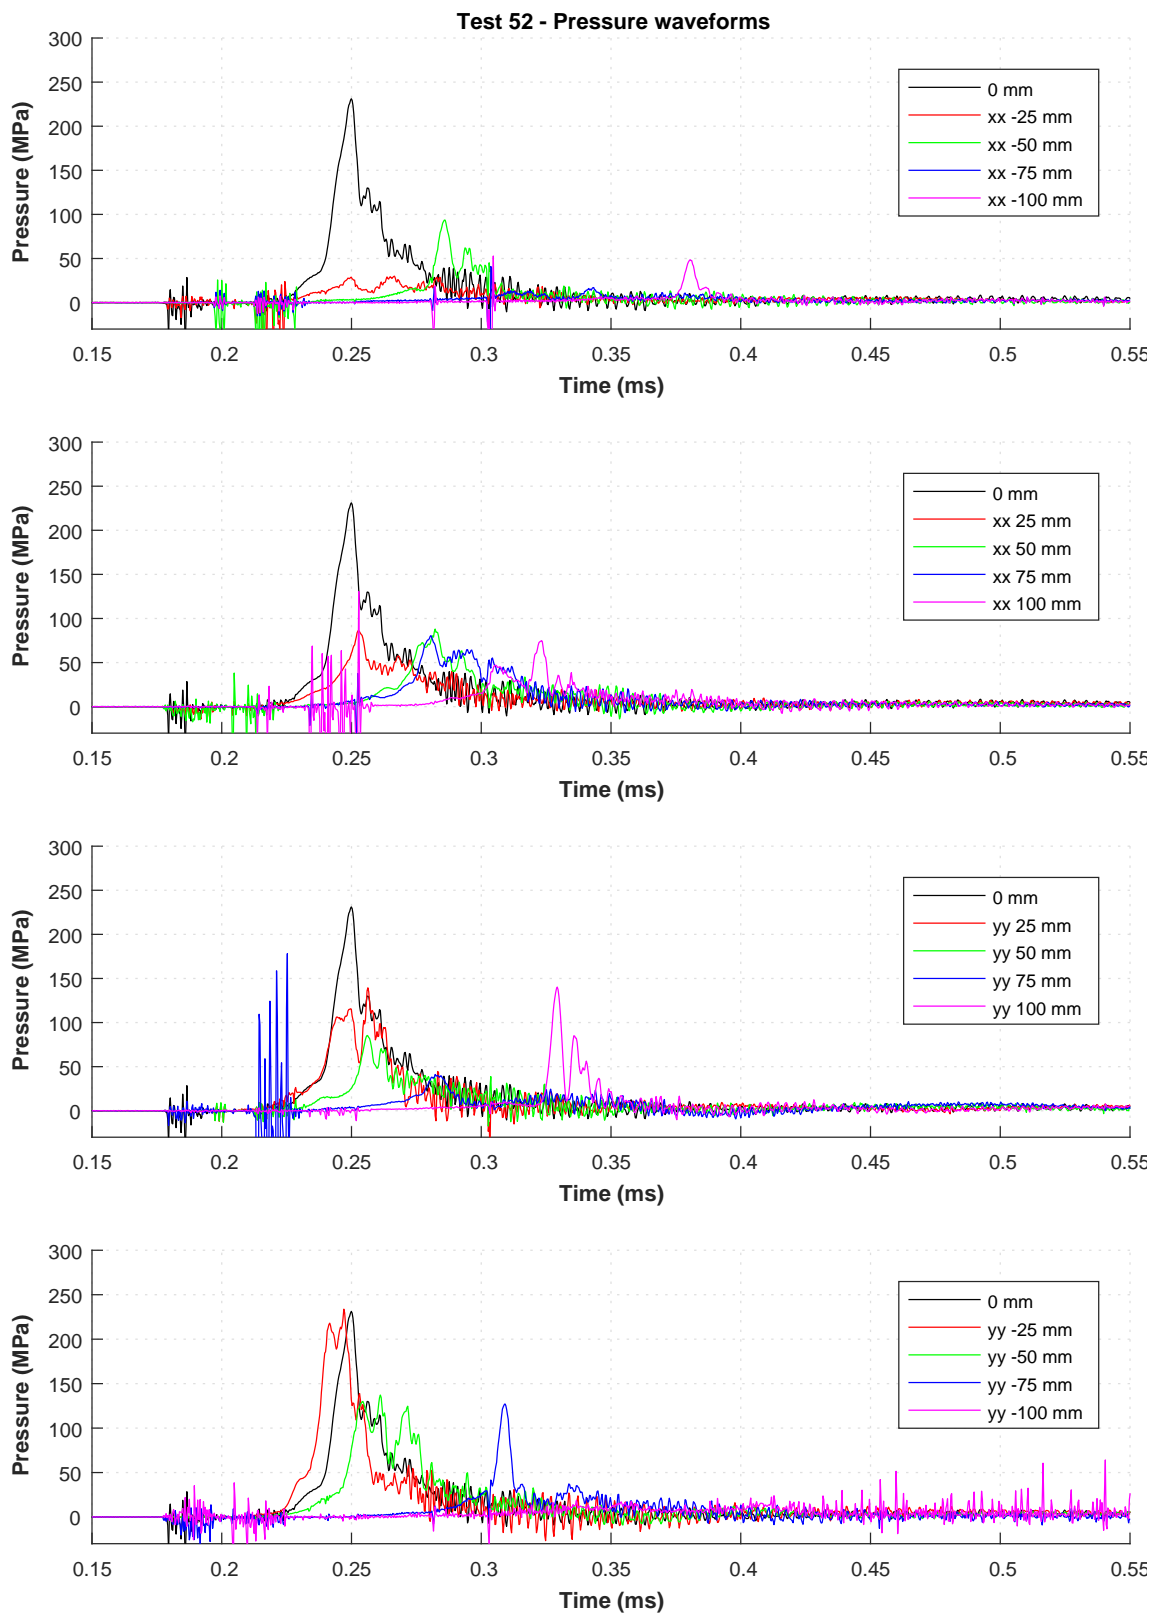 Test 52 - Pressure waveforms
300
250
200
150
100
50
0
Pressure (MPa)
0 mm
xx -25 mm
xx -50 mm
xx -75 mm
xx -100 mm
0.15 0.2 0.25 0.3 0.35 0.4 0.45 0.5 0.55
Time (ms)
300
250
200
150
100
50
0
Pressure (MPa)
0 mm
xx 25 mm
xx 50 mm
xx 75 mm
xx 100 mm
0.15 0.2 0.25 0.3 0.35 0.4 0.45 0.5 0.55
Time (ms)
300
250
200
150
100
50
0
Pressure (MPa)
0 mm
yy 25 mm
yy 50 mm
yy 75 mm
yy 100 mm
0.15 0.2 0.25 0.3 0.35 0.4 0.45 0.5 0.55
Time (ms)
300
250
200
150
100
50
0
Pressure (MPa)
0 mm
yy -25 mm
yy -50 mm
yy -75 mm
yy -100 mm
0.15 0.2 0.25 0.3 0.35 0.4 0.45 0.5 0.55
Time (ms)